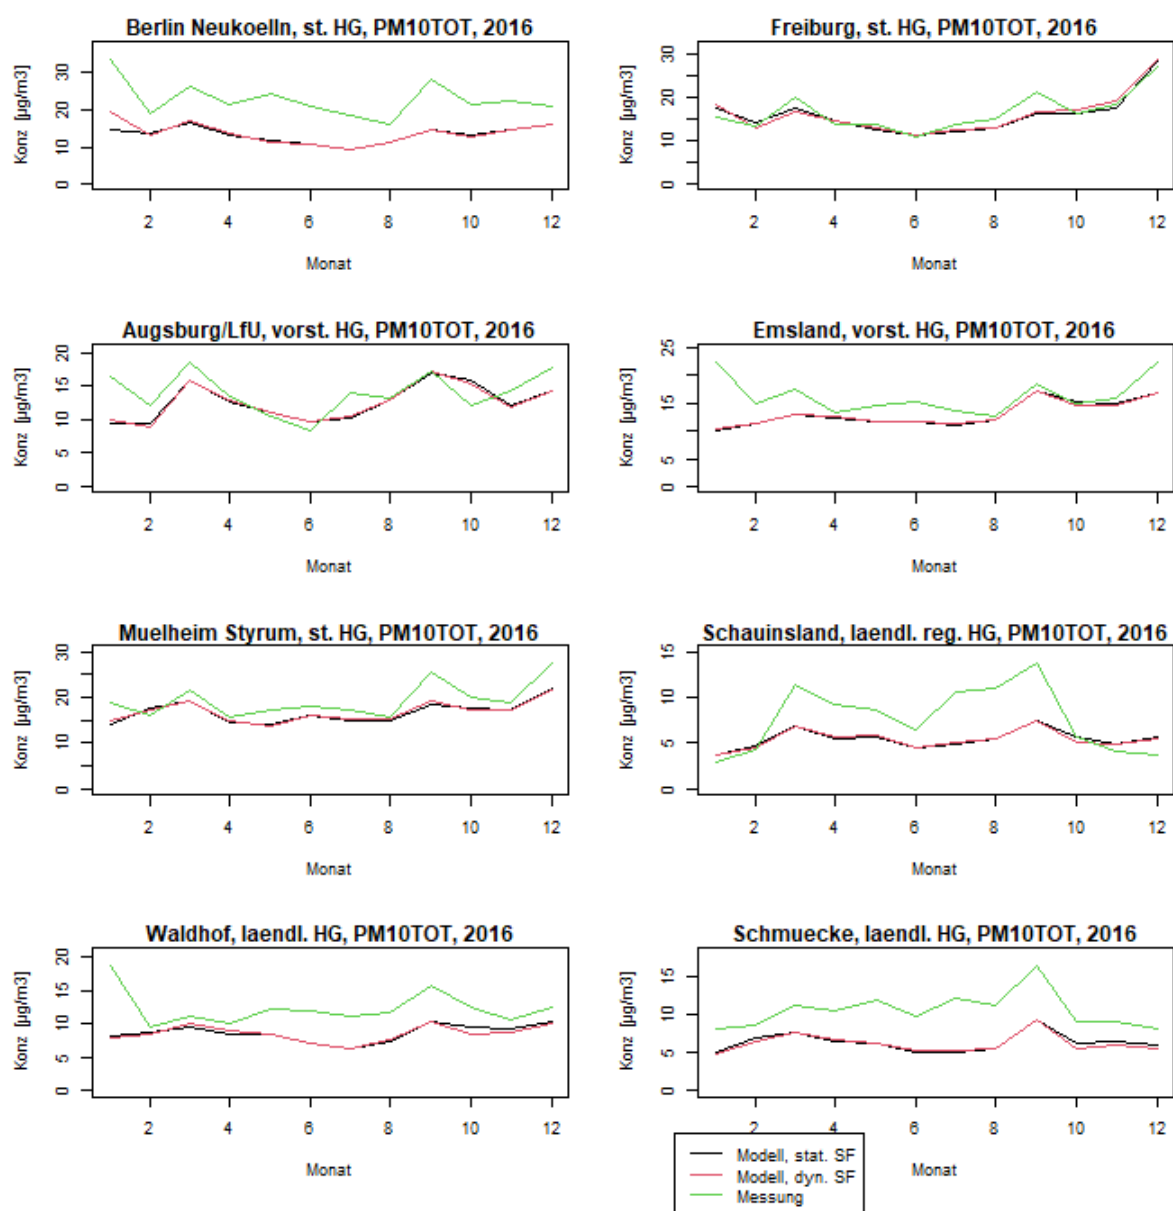 Berlin Neukoelln, st. HG, PM10TOT, 2016
Konz [µg/m3]
0 10 20 30
2 4 6 8 10 12
Monat
Freiburg, st. HG, PM10TOT, 2016
Konz [µg/m3]
0 10 20 30
2 4 6 8 10 12
Monat
Augsburg/LfU, vorst. HG, PM10TOT, 2016
Konz [µg/m3]
0 5 10 15 20
2 4 6 8 10 12
Monat
Emsland, vorst. HG, PM10TOT, 2016
Konz [µg/m3]
0 5 15 25
2 4 6 8 10 12
Monat
Muelheim Styrum, st. HG, PM10TOT, 2016
Konz [µg/m3]
0 10 20 30
2 4 6 8 10 12
Monat
Schauinsland, laendl. reg. HG, PM10TOT, 2016
Konz [µg/m3]
0 5 10 15
2 4 6 8 10 12
Monat
Waldhof, laendl. HG, PM10TOT, 2016
Konz [µg/m3]
0 5 10 15 20
2 4 6 8 10 12
Monat
Schmuecke, laendl. HG, PM10TOT, 2016
Konz [µg/m3]
0 5 10 15
2 4 6 8 10 12
Monat
Modell, stat. SF
Modell, dyn. SF
Messung